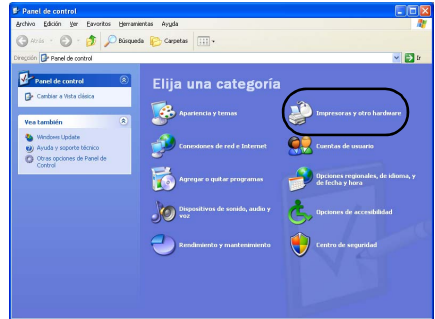 Panel de control
Archivo Edición Ver Favoritos Herramientas Ayuda
Atrás Búsqueda Carpetas
Dirección Panel de control Ir
Panel de control
Cambiar a Vista clásica
Vea también
Windows Update
Ayuda y soporte técnico
Otras opciones de Panel de
Control
Elija una categoría
Apariencia y temas
Impresoras y otro hardware
Conexiones de red e Internet
Cuentas de usuario
Agregar o quitar programas
Opciones regionales, de idioma, y
de fecha y hora
Dispositivos de sonido, audio y
voz
Opciones de accesibilidad
Rendimiento y mantenimiento
Centro de seguridad